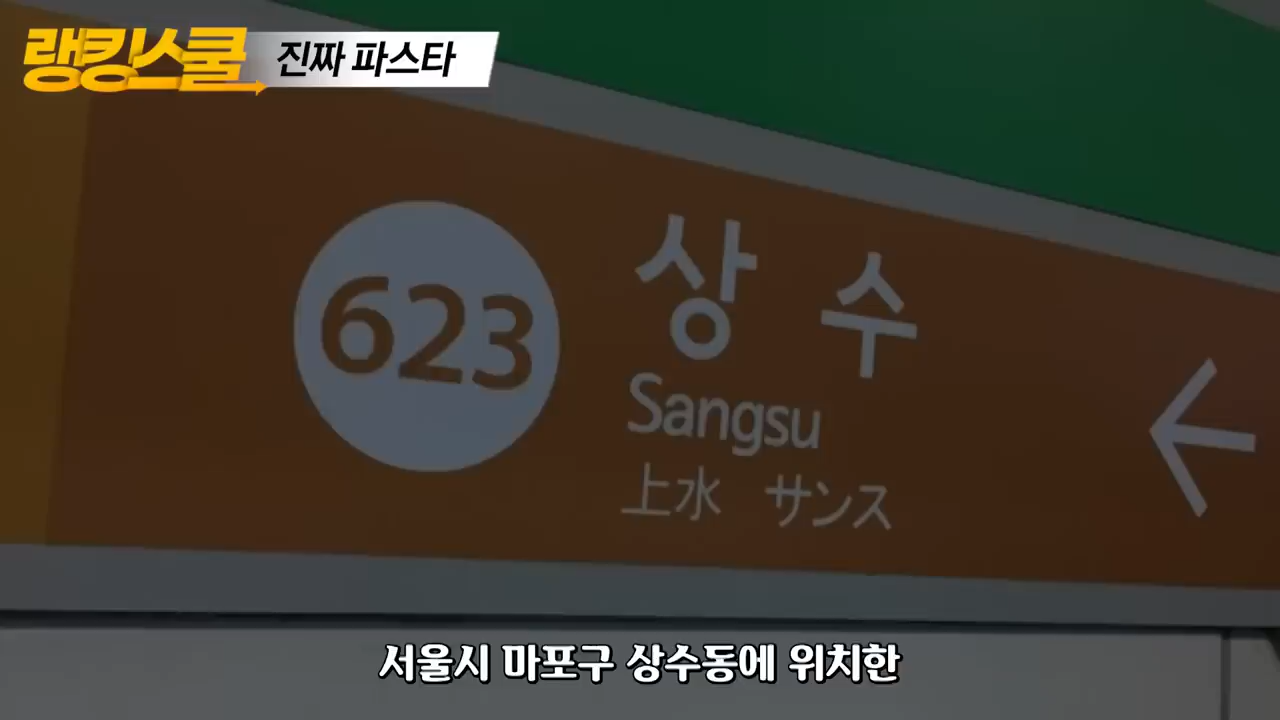 랭킹스쿨 진짜 파스타
623 상수
Sangsu
上水 サンス
서울시 마포구 상수동에 위치한